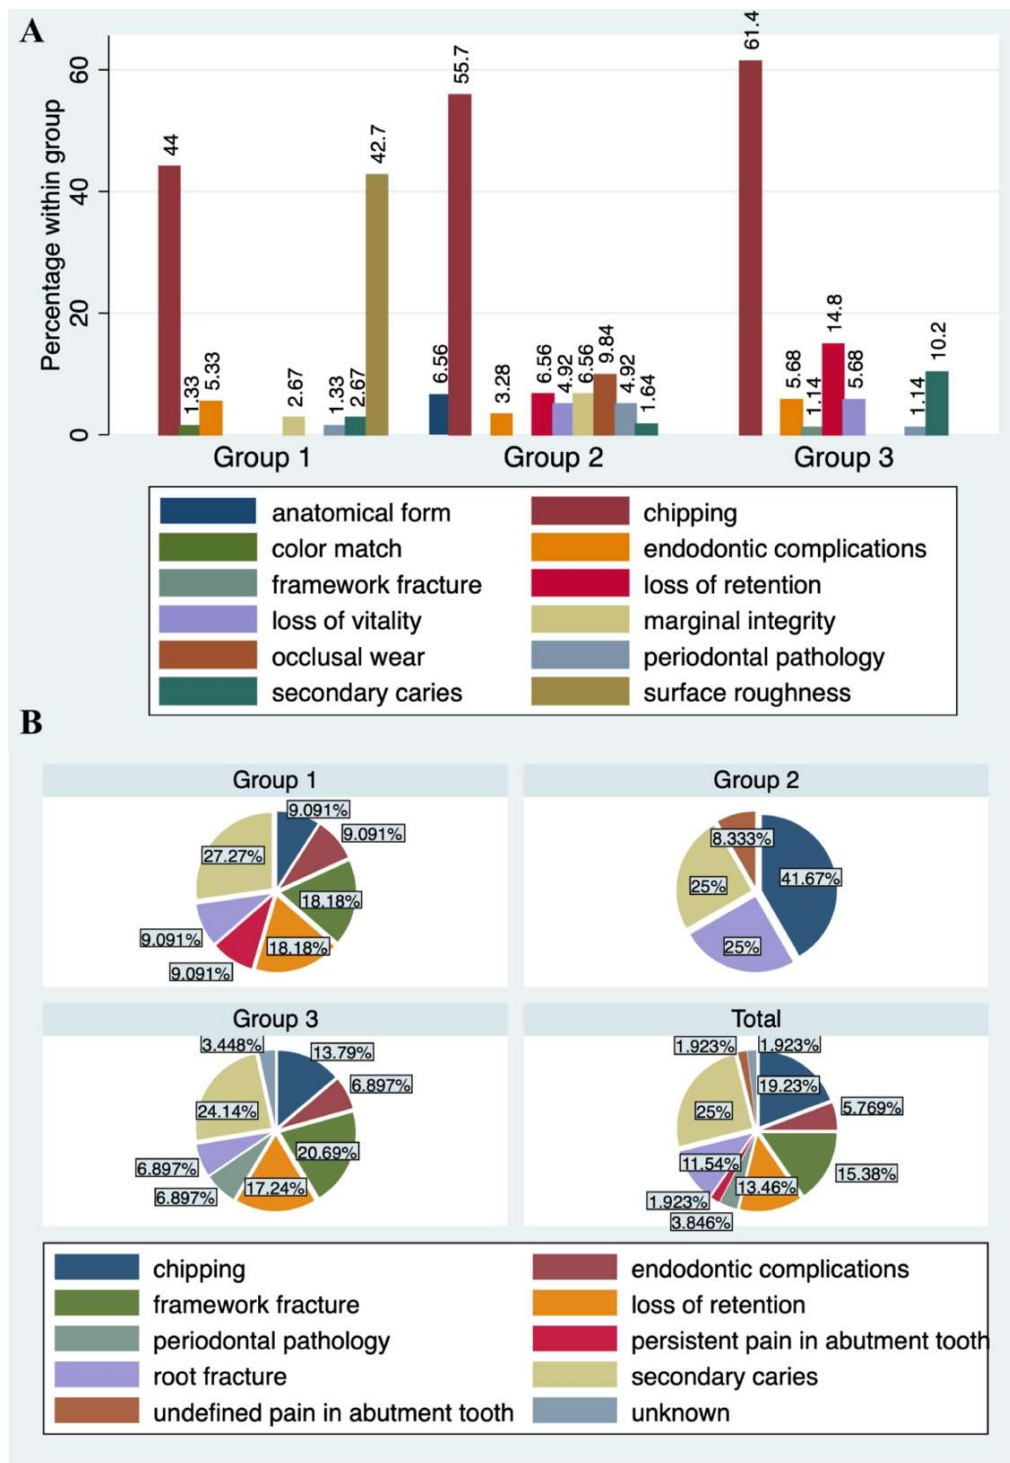 A
Percentage within group
60
40
20
0
44
1.33
5.33
2.67
1.33
2.67
42.7
6.56
55.7
3.28
6.56
4.92
6.56
9.84
4.92
1.64
61.4
5.68
1.14
14.8
5.68
1.14
10.2
Group 1
Group 2
Group 3
anatomical form
chipping
color match
endodontic complications
framework fracture
loss of retention
loss of vitality
marginal integrity
occlusal wear
periodontal pathology
secondary caries
surface roughness
B
Group 1
9.091%
9.091%
27.27%
18.18%
9.091%
18.18%
9.091%
Group 2
8.333%
41.67%
25%
25%
Group 3
3.448%
13.79%
6.897%
24.14%
20.69%
6.897%
17.24%
6.897%
Total
1.923%
1.923%
19.23%
5.769%
25%
11.54%
15.38%
13.46%
1.923%
3.846%
chipping
endodontic complications
framework fracture
loss of retention
periodontal pathology
persistent pain in abutment tooth
root fracture
secondary caries
undefined pain in abutment tooth
unknown